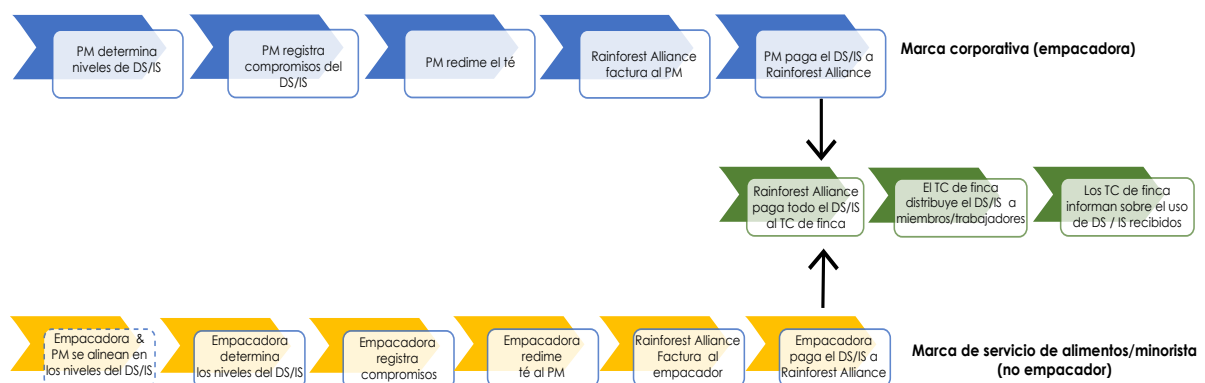 PM determina
niveles de DS/IS
PM registra
compromisos del
DS/IS
PM redime el té
Rainforest Alliance
factura al PM
PM paga el DS/IS a
Rainforest Alliance
Marca corporativa (empacadora)
Rainforest Alliance
paga todo el DS/IS
al TC de finca
El TC de finca
distribuye el DS/IS a
miembros/trabajadores
Los TC de finca
informan sobre el uso
de DS / IS recibidos
Empacadora &
PM se alinean en
los niveles del DS/IS
Empacadora
determina
los niveles del DS/IS
Empacadora
registra
compromisos
Empacadora
redime
té al PM
Rainforest Alliance
Factura al
empacador
Empacadora
paga el DS/IS a
Rainforest Alliance
Marca de servicio de alimentos/minorista
(no empacador)